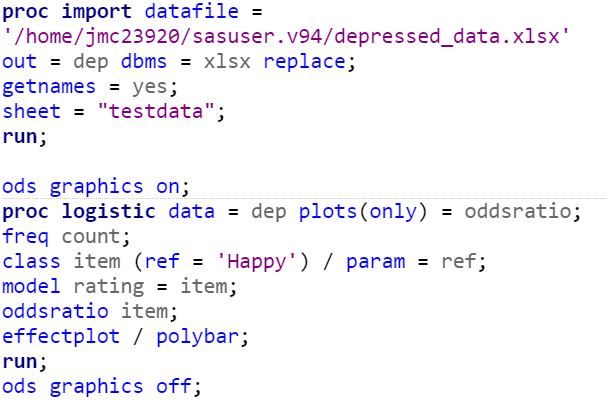 proc import datafile =
'/home/jmc23920/sasuser.v94/depressed_data.xlsx'
out = dep dbms = xlsx replace;
getnames = yes;
sheet = "testdata";
run;

ods graphics on;
proc logistic data = dep plots(only) = oddsratio;
freq count;
class item (ref = 'Happy') / param = ref;
model rating = item;
oddsratio item;
effectplot / polybar;
run;
ods graphics off;